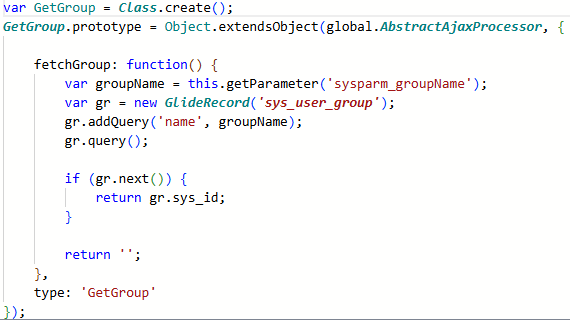 var GetGroup = Class.create();
GetGroup.prototype = Object.extendsObject(global.AbstractAjaxProcessor, {
fetchGroup: function() {
var groupName = this.getParameter('sysparm_groupName');
var gr = new GlideRecord('sys_user_group');
gr.addQuery('name', groupName);
gr.query();
if (gr.next()) {
return gr.sys_id;
}
return '';
},
type: 'GetGroup'
});